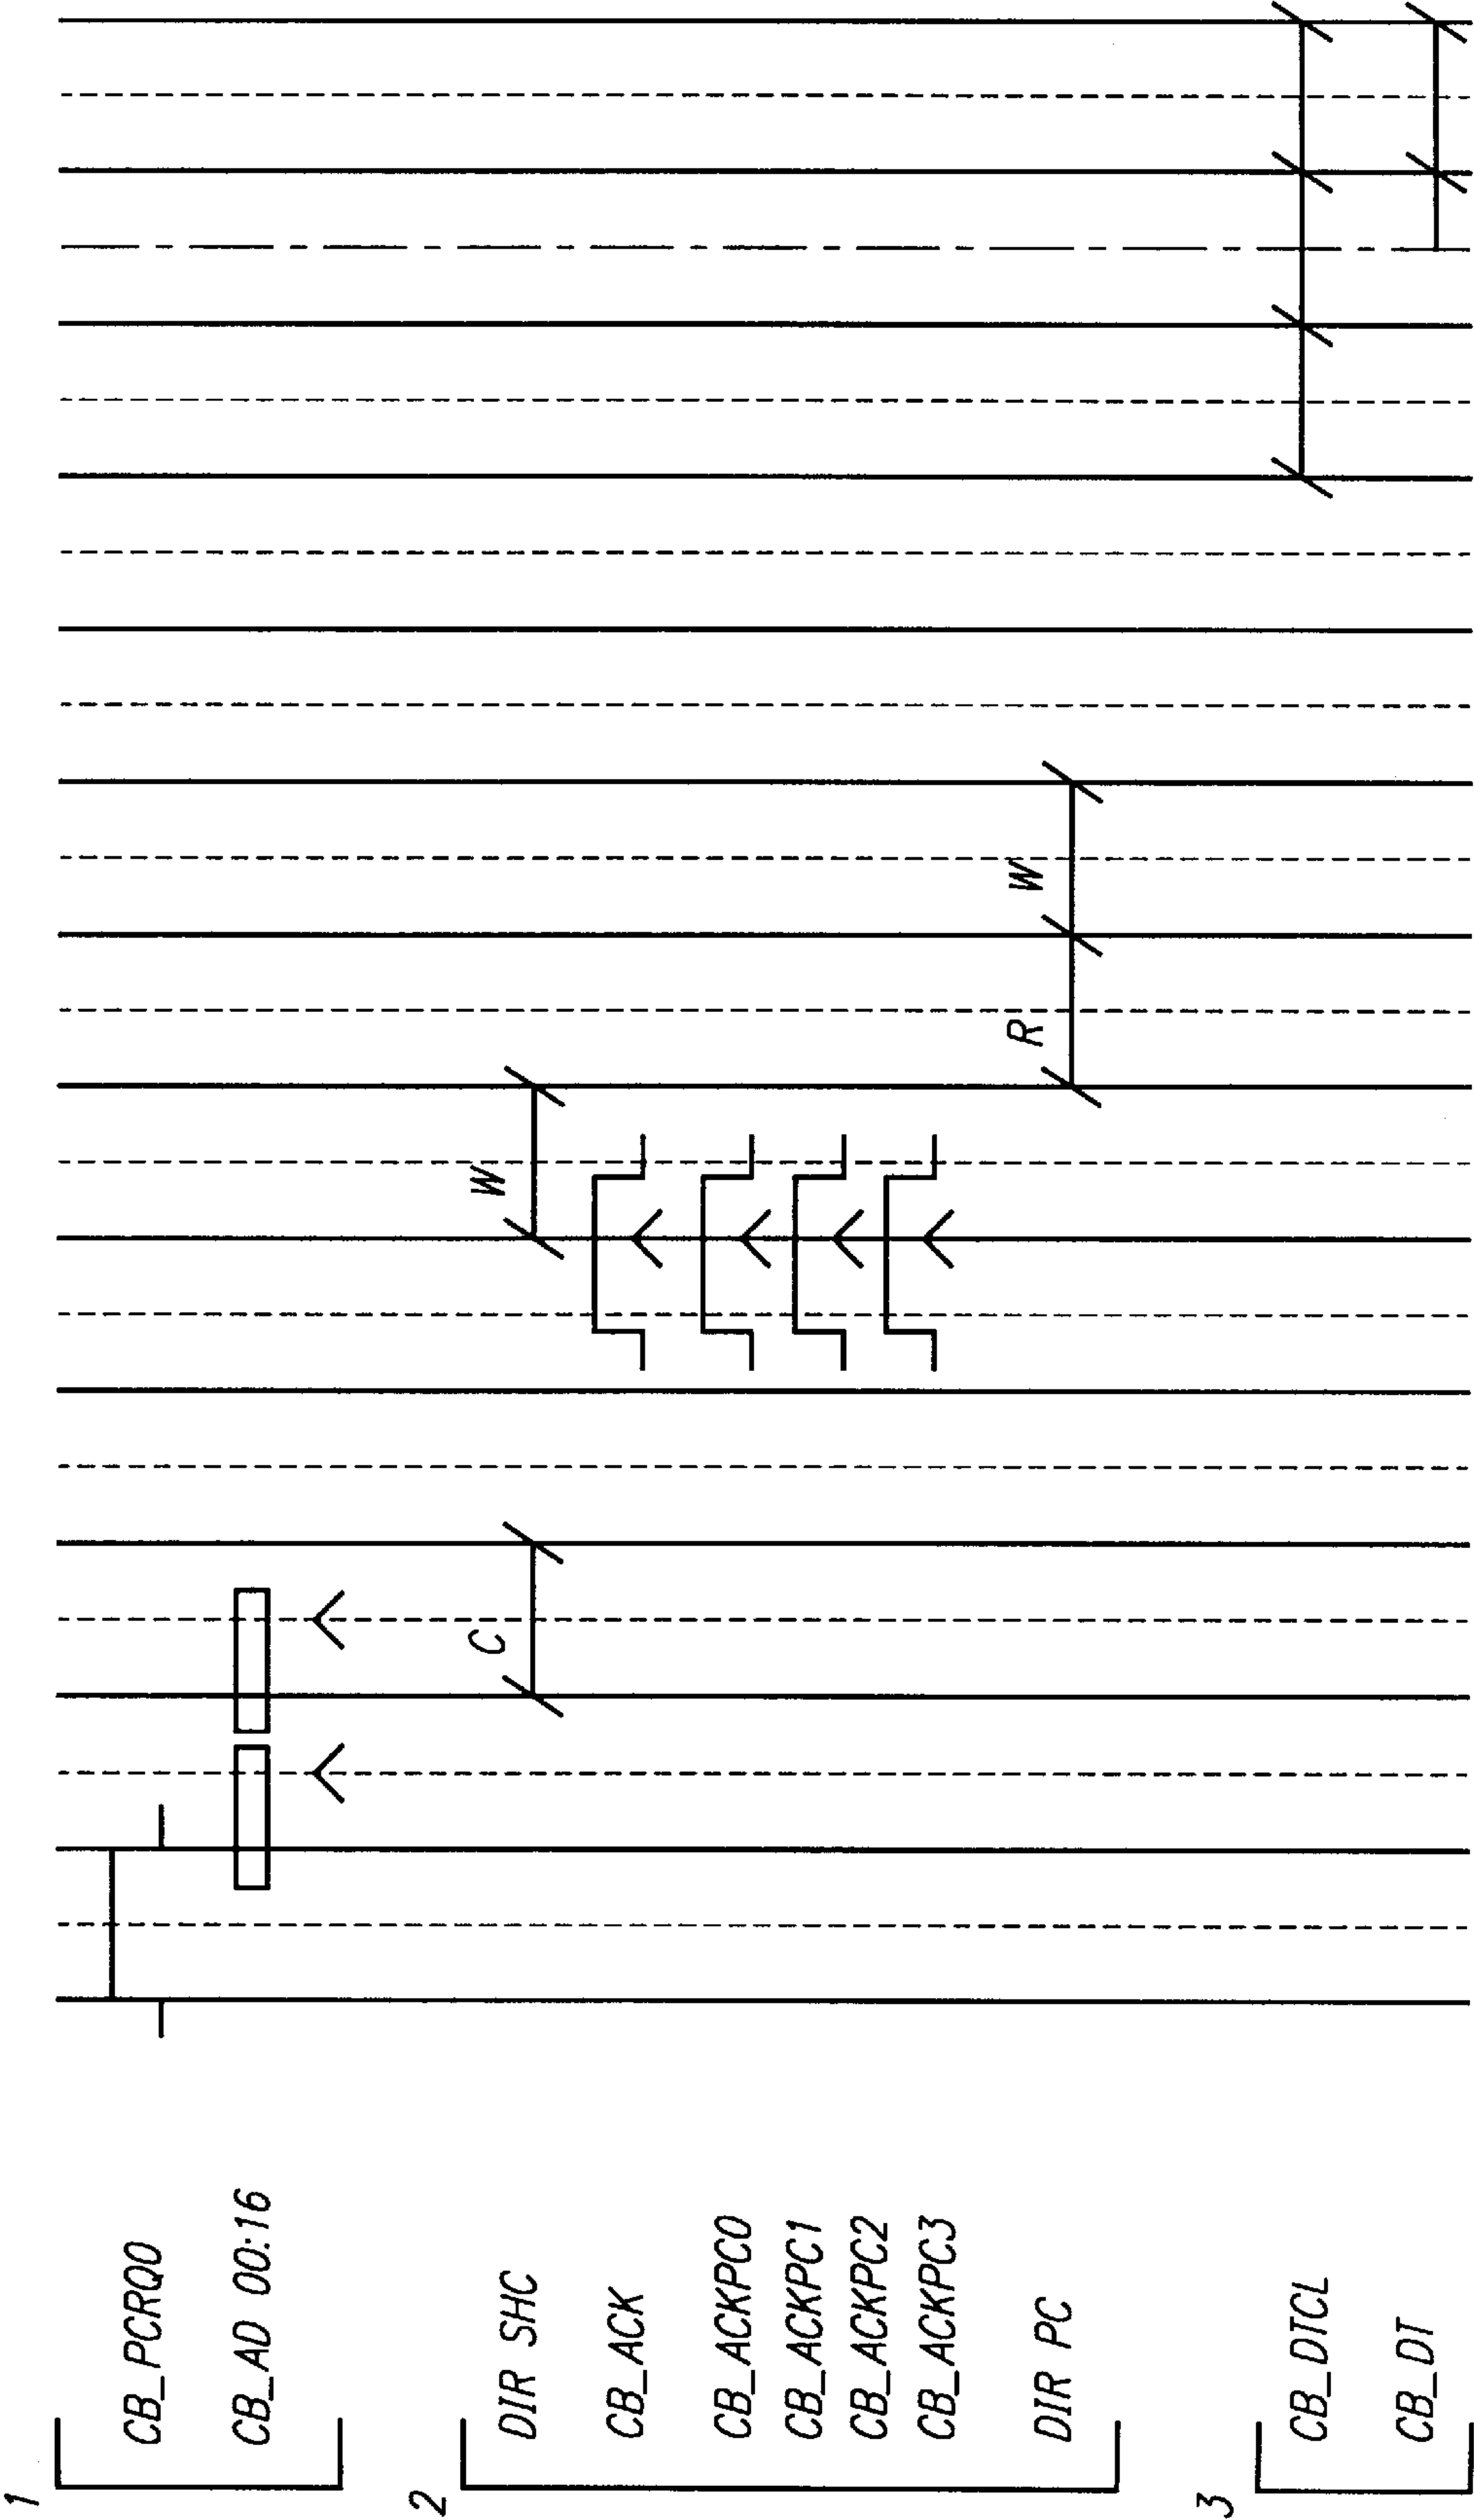 1
CB_PCRQ0
CB_AD 00:16
2
DIR SHC
C
W
CB_ACK
CB_ACKPC0
CB_ACKPC1
CB_ACKPC2
CB_ACKPC3
DIR PC
R
W
3
CB_DTCL
CB_DT